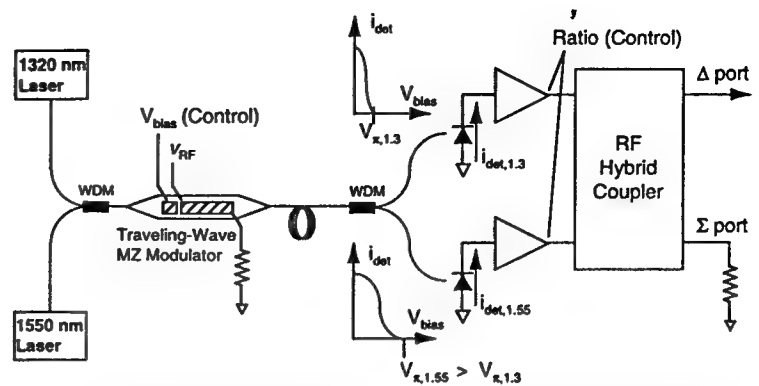 1320 nm
Laser
V_bias (Control)
v_RF
WDM
Traveling-Wave
MZ Modulator
1550 nm
Laser
i_det
V_bias
V_π,1.3
WDM
i_det
V_bias
V_π,1.55 > V_π,1.3
i_det,1.3
i_det,1.55
Ratio (Control)
RF
Hybrid
Coupler
Δ port
Σ port